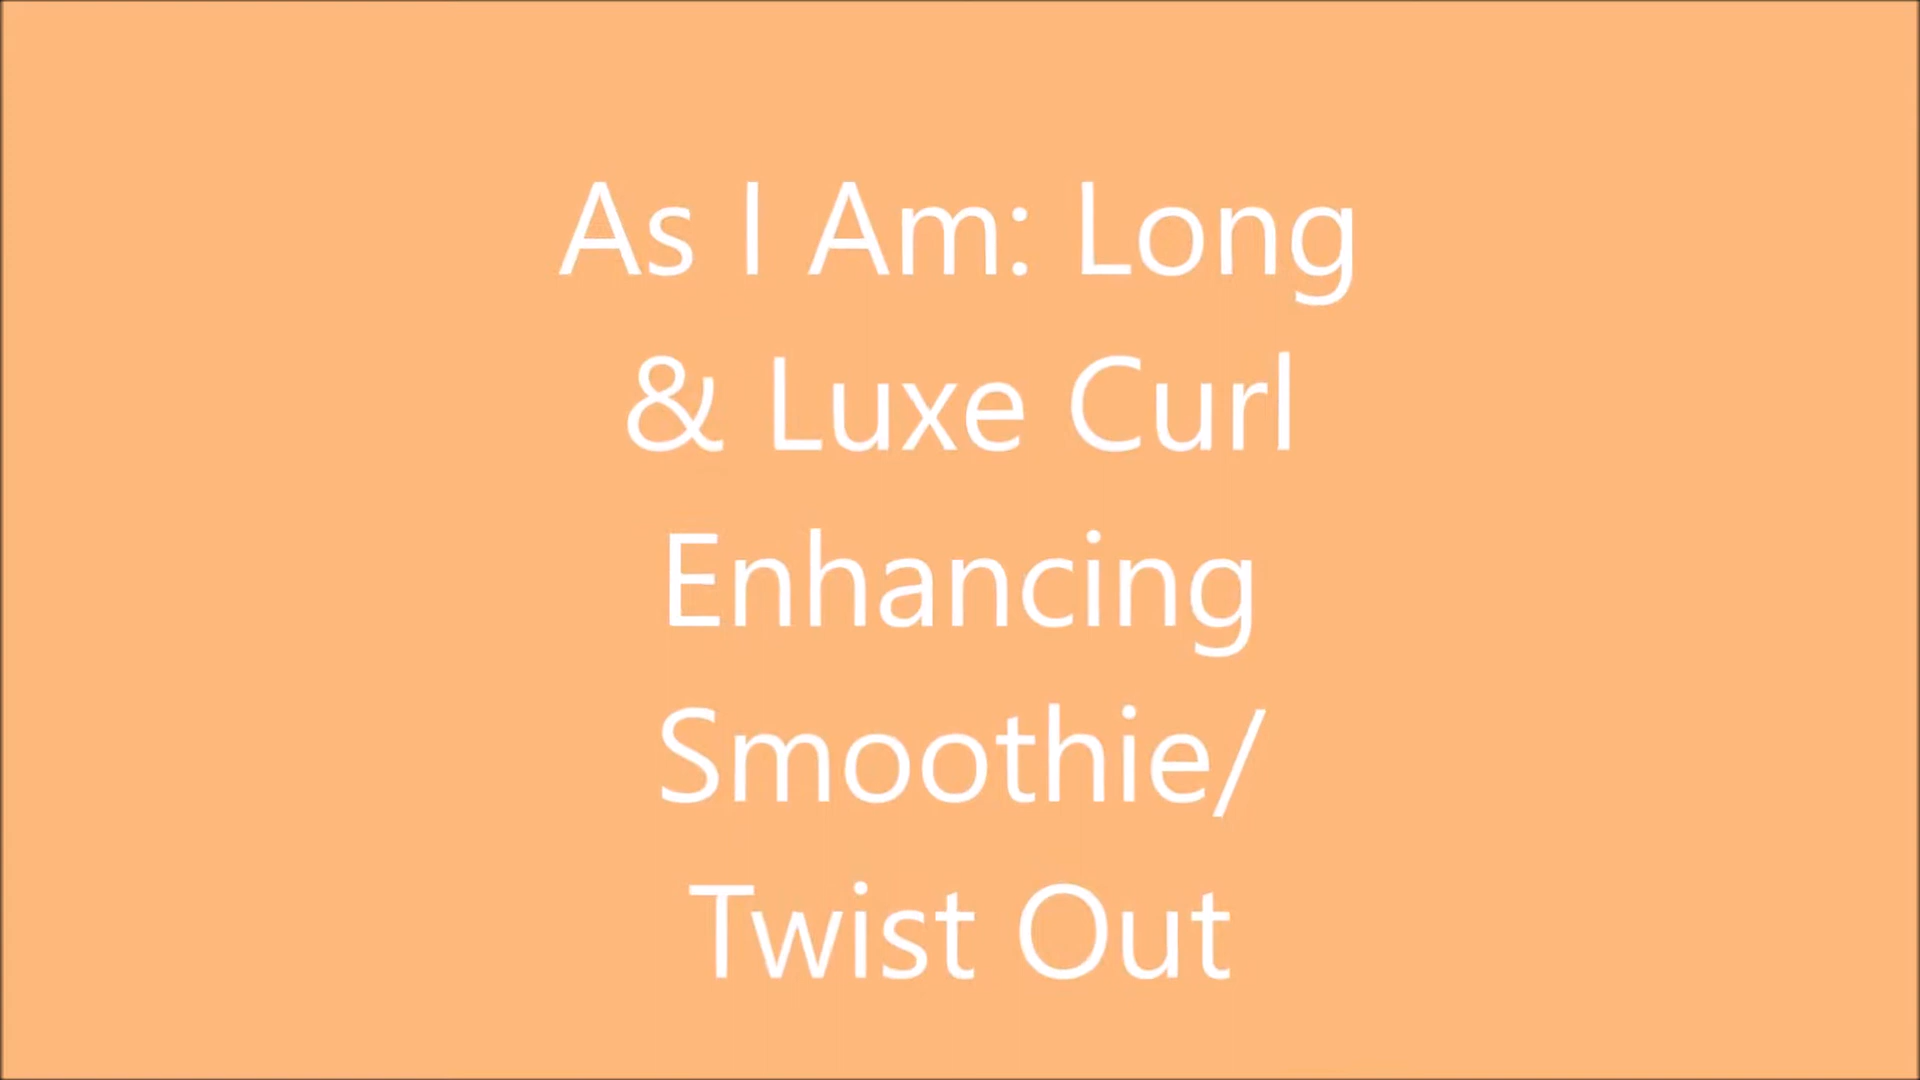 As I Am: Long
& Luxe Curl
Enhancing
Smoothie/
Twist Out